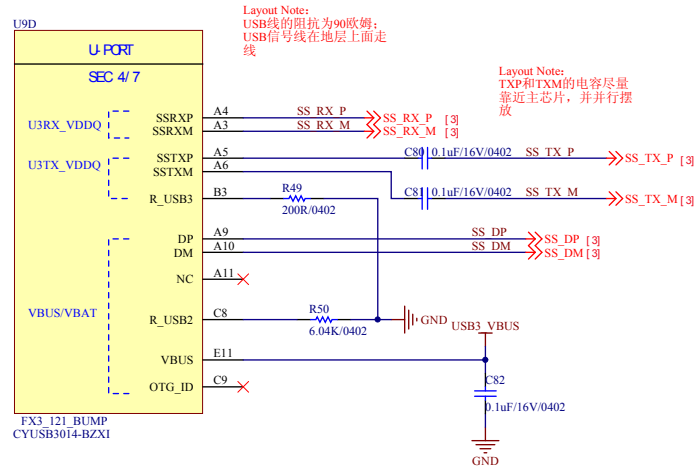 Layout Note:
USB线的阻抗为90欧姆;
USB信号线在地层上面走
线
U9D
U-PORT
SEC 4/7
Layout Note:
TXP和TXM的电容尽量
靠近主芯片，并并行摆
放
U3RX_VDDQ
SSRXP A4 SS_RX_P SS_RX_P [3]
SSRXM A3 SS_RX_M SS_RX_M [3]
U3TX_VDDQ
SSTXP A5 C80 0.1uF/16V/0402 SS_TX_P SS_TX_P [3]
SSTXM A6
C81 0.1uF/16V/0402 SS_TX_M SS_TX_M [3]
R_USB3 B3 R49
200R/0402
DP A9 SS_DP SS_DP [3]
DM A10 SS_DM SS_DM [3]
NC A11
VBUS/VBAT
R_USB2 C8 R50 GND
6.04K/0402
USB3_VBUS
VBUS E11
OTG_ID C9
C82
0.1uF/16V/0402
GND
FX3_121_BUMP
CYUSB3014-BZXI